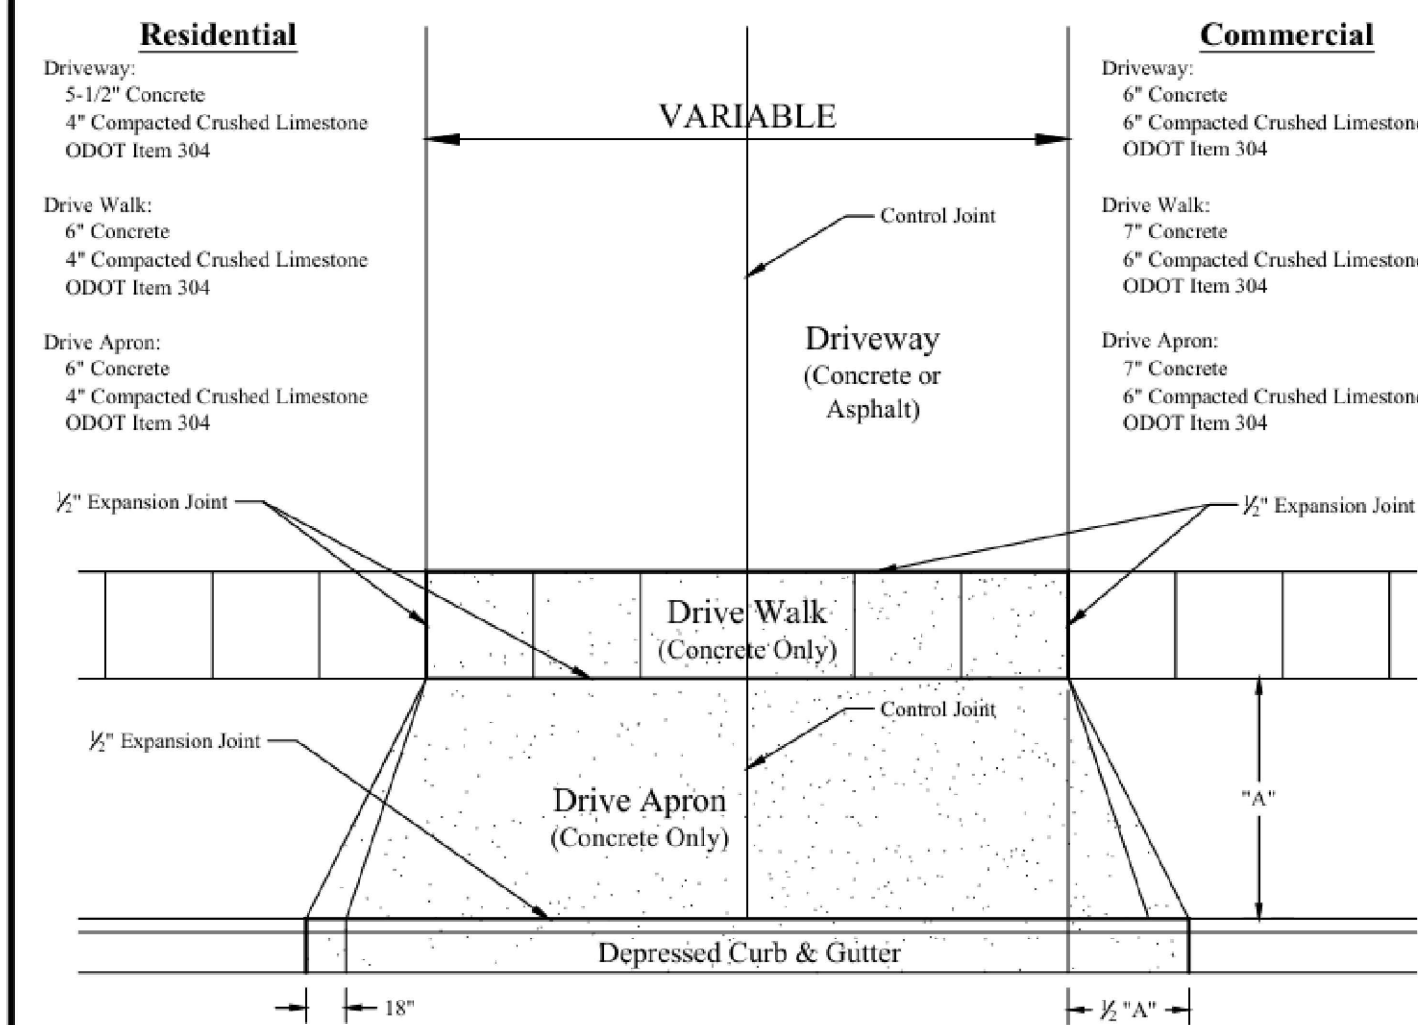 Residential
Driveway:
5-1/2" Concrete
4" Compacted Crushed Limestone
ODOT Item 304
Drive Walk:
6" Concrete
4" Compacted Crushed Limestone
ODOT Item 304
Drive Apron:
6" Concrete
4" Compacted Crushed Limestone
ODOT Item 304
VARIABLE
Control Joint
Driveway
(Concrete or
Asphalt)
Commercial
Driveway:
6" Concrete
6" Compacted Crushed Limestone
ODOT Item 304
Drive Walk:
7" Concrete
6" Compacted Crushed Limestone
ODOT Item 304
Drive Apron:
7" Concrete
6" Compacted Crushed Limestone
ODOT Item 304
½" Expansion Joint
½" Expansion Joint
Drive Walk
(Concrete Only)
Control Joint
½" Expansion Joint
Drive Apron
(Concrete Only)
"A"
Depressed Curb & Gutter
18"
½ "A"